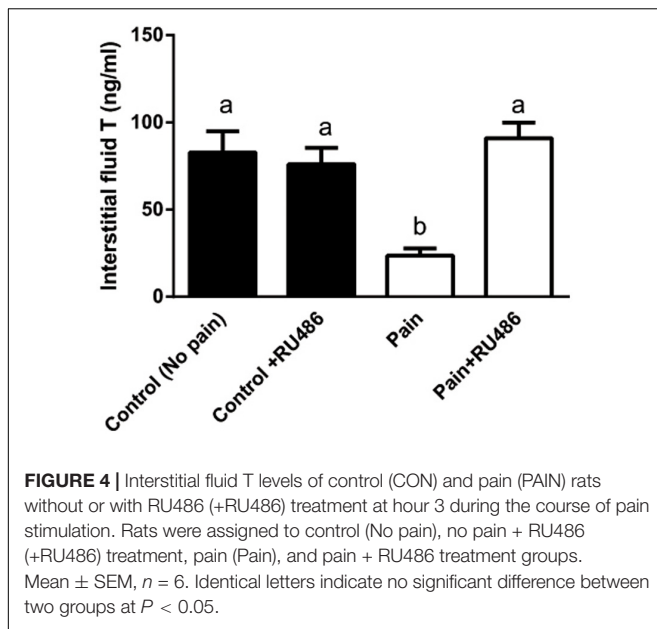 150
100
50
0
Interstitial fluid T (ng/ml)
a
a
b
a
Control (No pain)
Control +RU486
Pain
Pain+RU486
FIGURE 4 | Interstitial fluid T levels of control (CON) and pain (PAIN) rats
without or with RU486 (+RU486) treatment at hour 3 during the course of pain
stimulation. Rats were assigned to control (No pain), no pain + RU486
(+RU486) treatment, pain (Pain), and pain + RU486 treatment groups.
Mean ± SEM, n = 6. Identical letters indicate no significant difference between
two groups at P < 0.05.